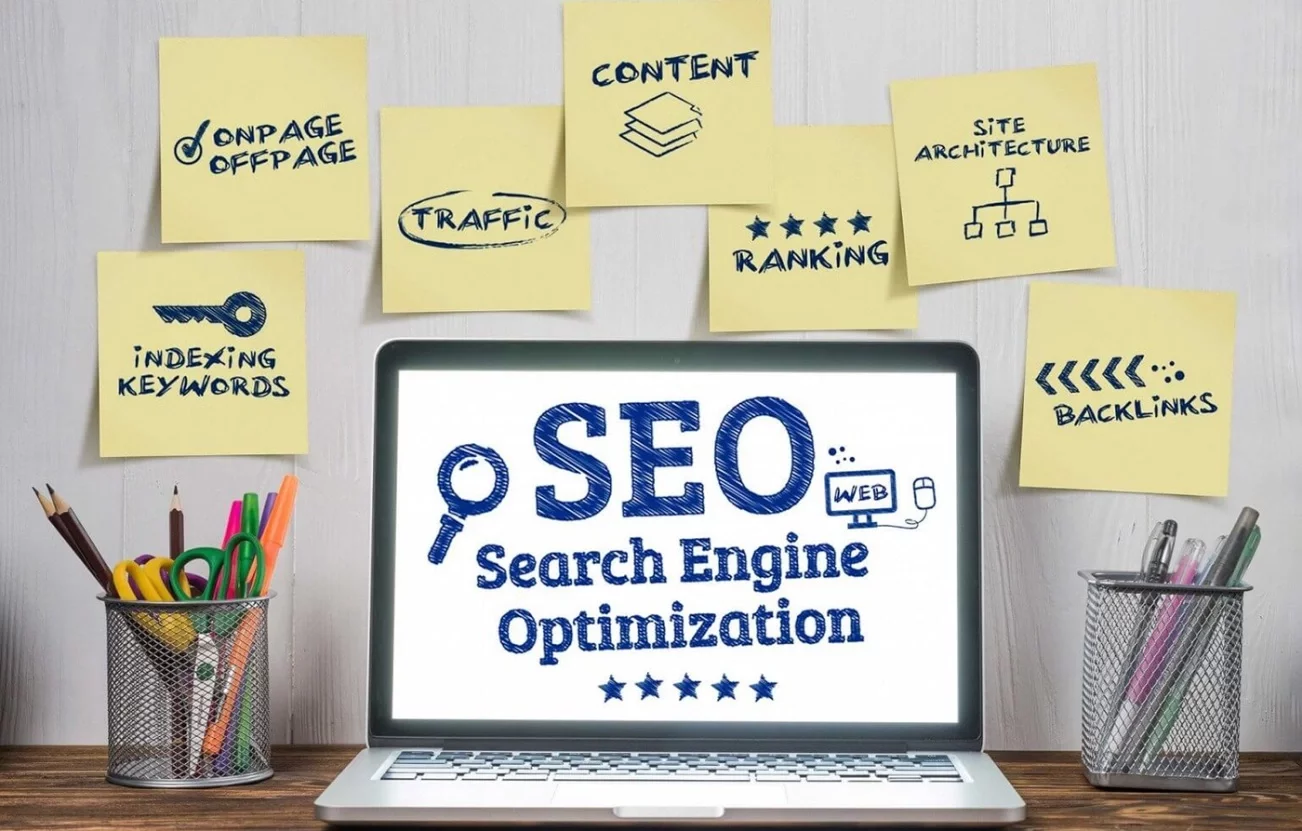 ONPAGE
OFFPAGE
TRAFFiC
CONTENT
RANKiNG
SiTE
ARCHiTECTURE
iNDEXiNG
KEYWORDS
BACKLiNKS
SEO
WEB
Search Engine
Optimization